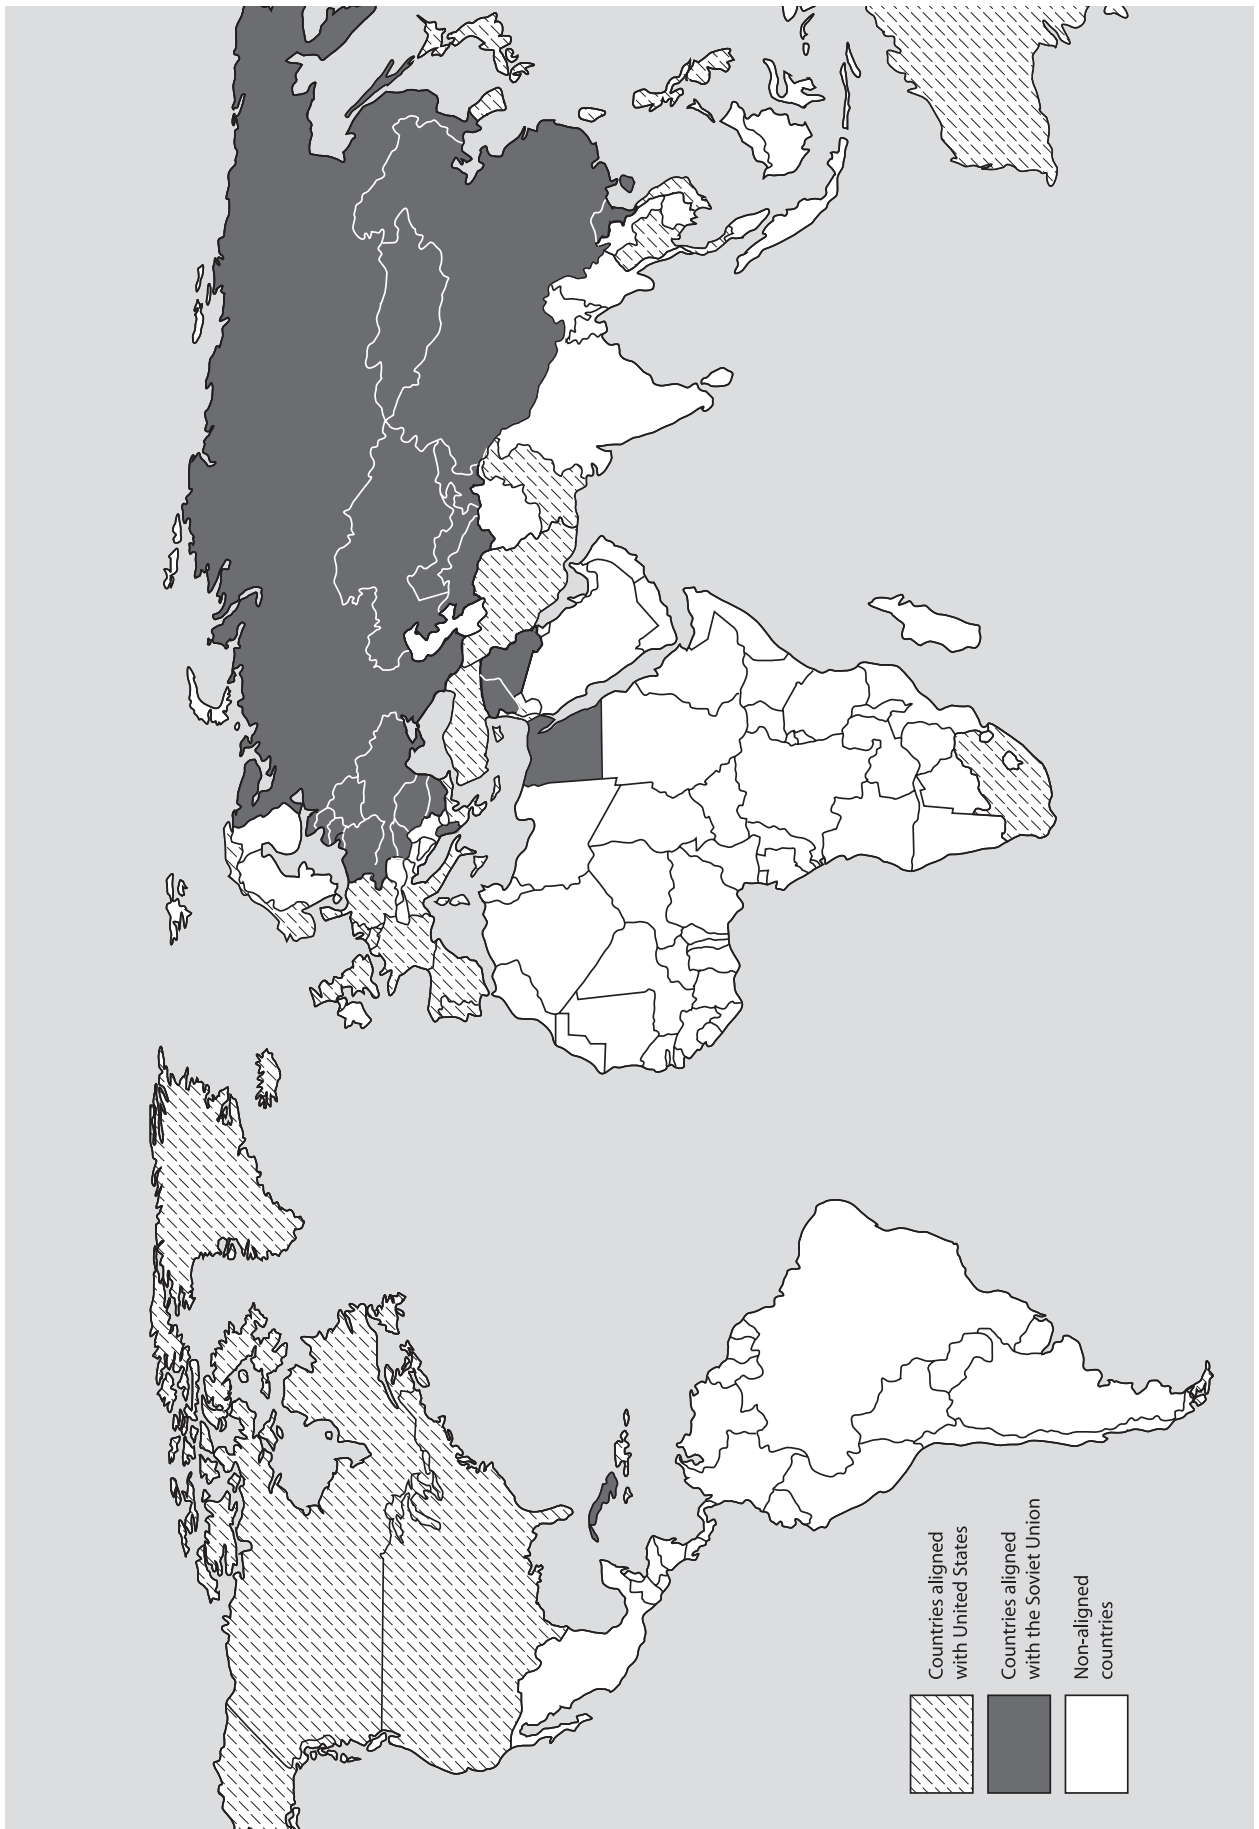 Countries aligned
with United States
Countries aligned
with the Soviet Union
Non-aligned
countries